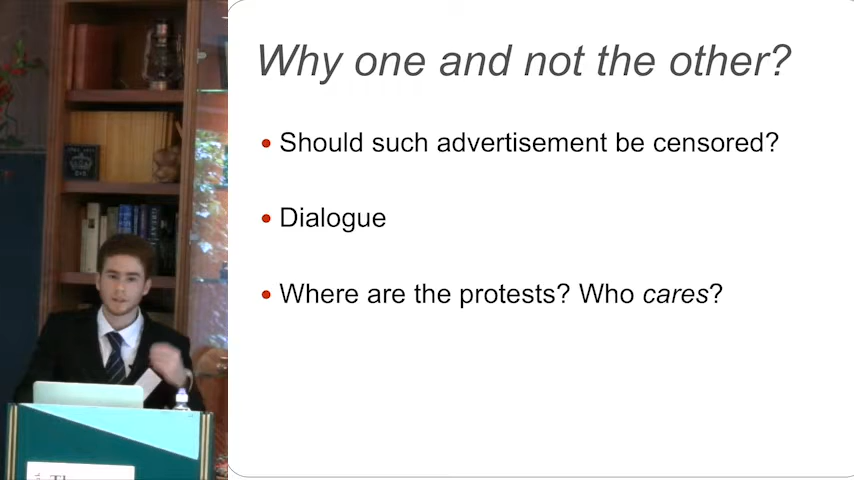 Why one and not the other?
Should such advertisement be censored?
Dialogue
Where are the protests? Who cares?